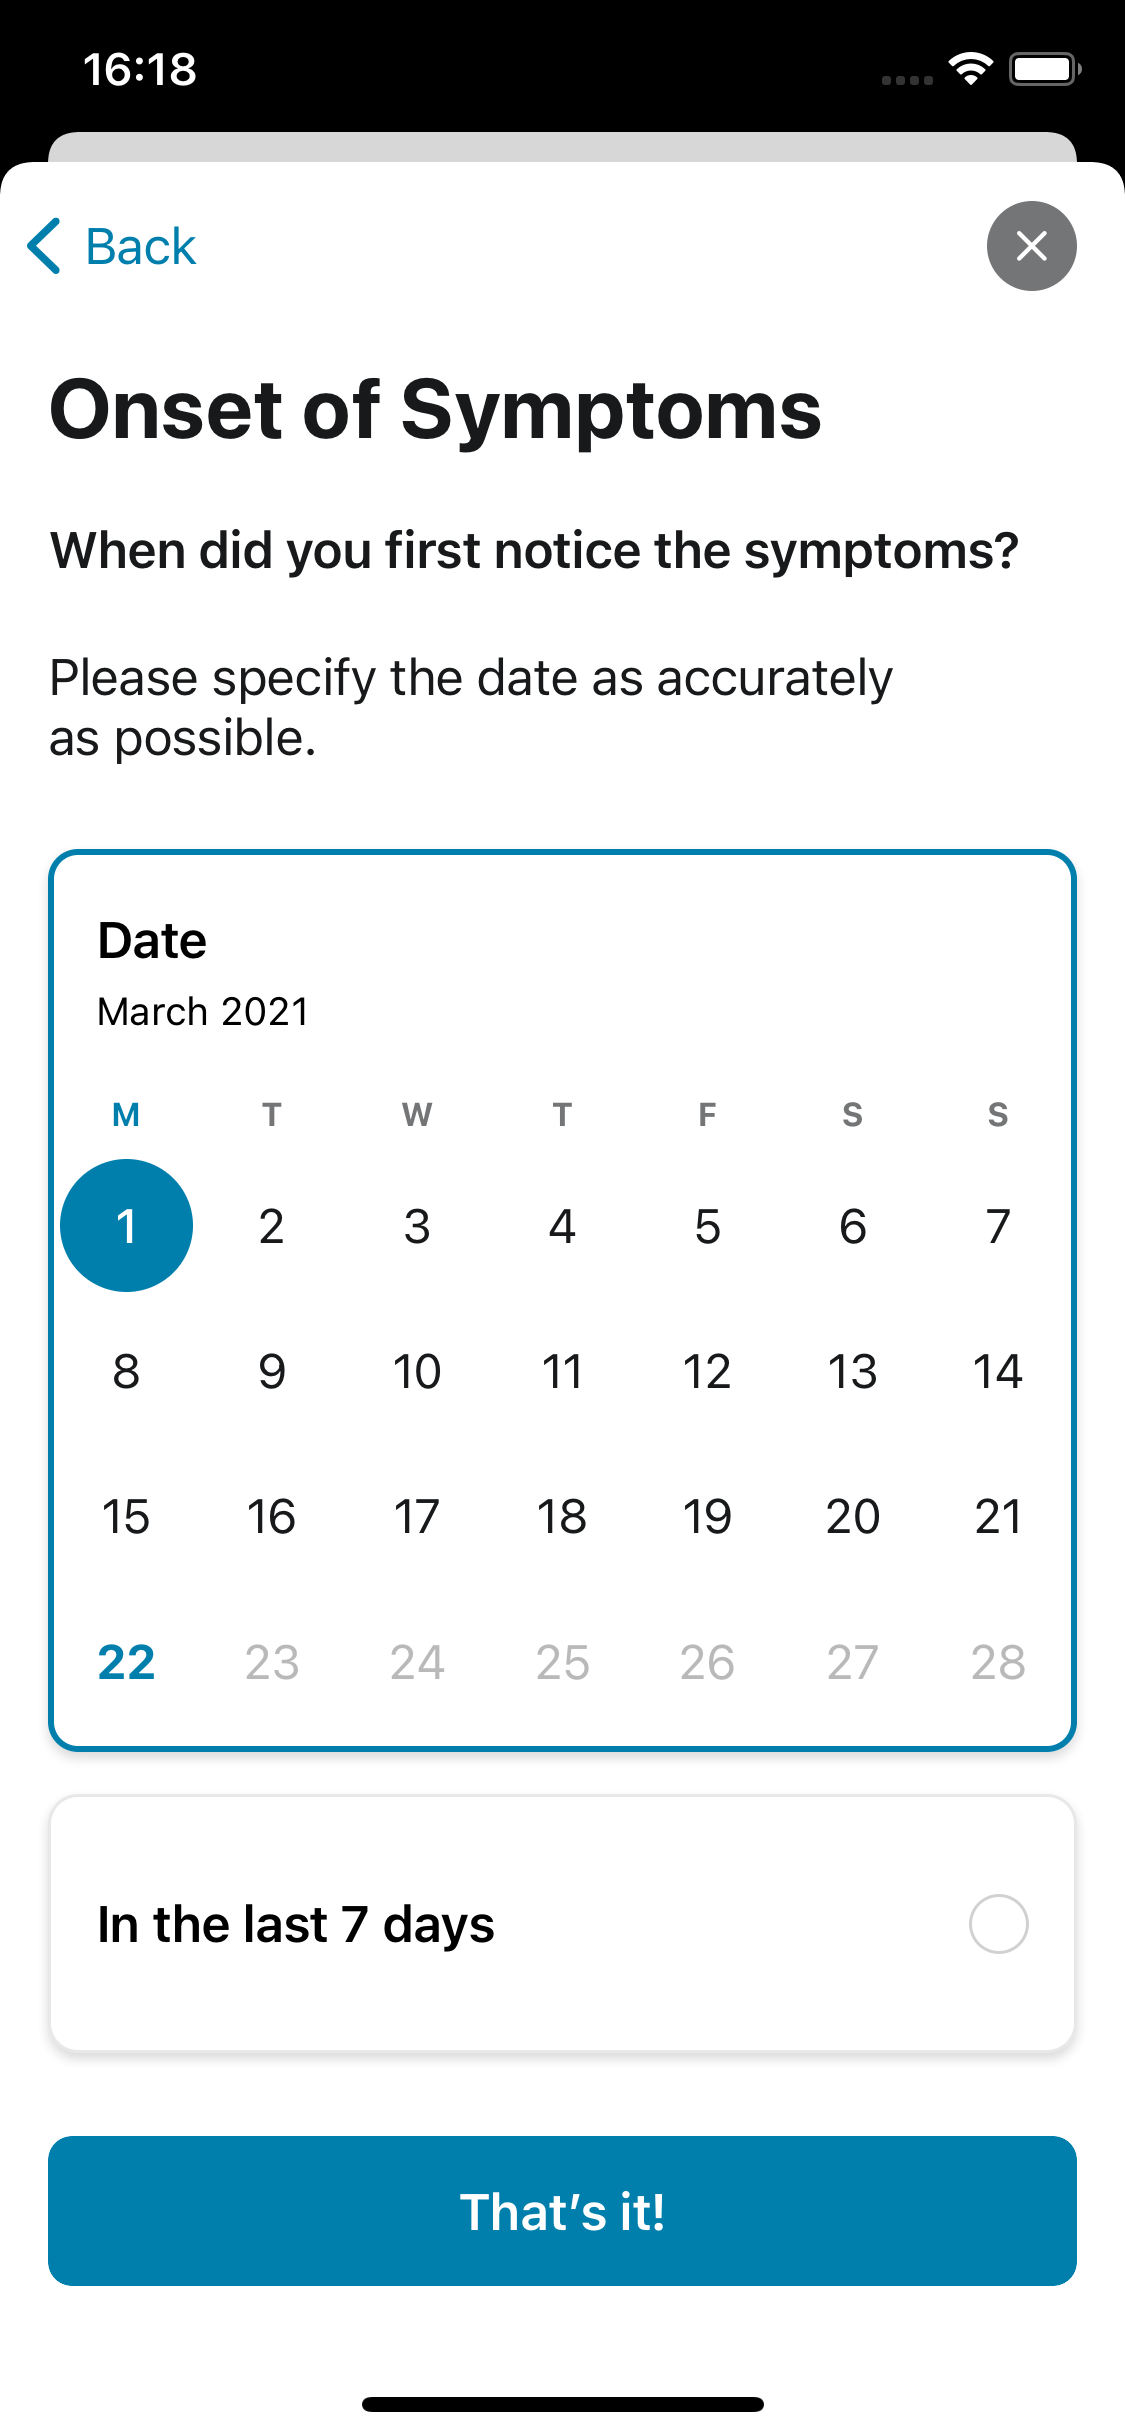 16:18
Back
Onset of Symptoms
When did you first notice the symptoms?
Please specify the date as accurately
as possible.
Date
March 2021
M T W T F S S
1 2 3 4 5 6 7
8 9 10 11 12 13 14
15 16 17 18 19 20 21
22 23 24 25 26 27 28
In the last 7 days
That’s it!